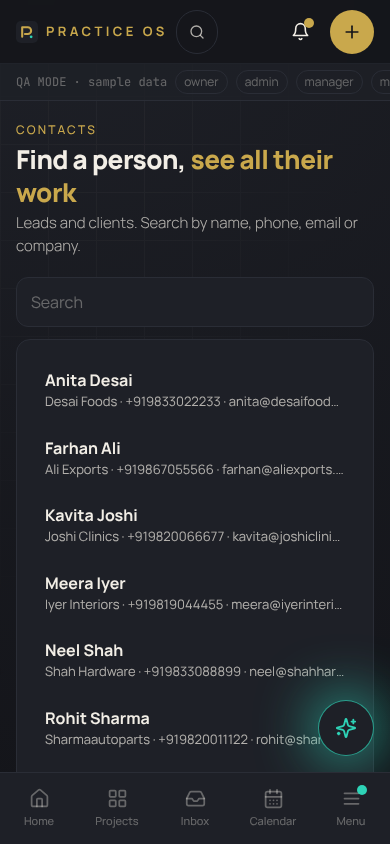 PRACTICE OS
QA MODE · sample data owner admin manager
CONTACTS
Find a person, see all their
work
Leads and clients. Search by name, phone, email or
company.
Search
Anita Desai
Desai Foods · +919833022233 · anita@desaifood…
Farhan Ali
Ali Exports · +919867055566 · farhan@aliexports.…
Kavita Joshi
Joshi Clinics · +919820066677 · kavita@joshiclini…
Meera Iyer
Iyer Interiors · +919819044455 · meera@iyerinteri…
Neel Shah
Shah Hardware · +919833088899 · neel@shahhar…
Rohit Sharma
Sharmaautoparts · +919820011122 · rohit@shar
Home Projects Inbox Calendar Menu